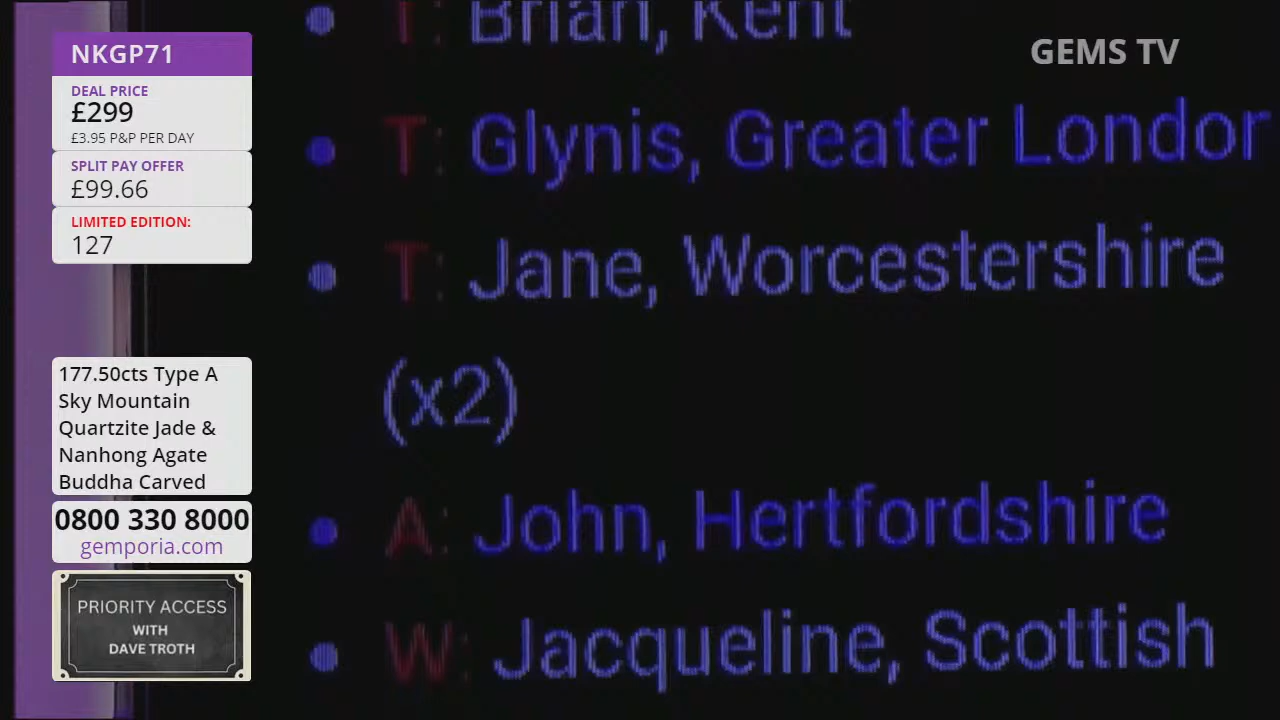 NKGP71
DEAL PRICE
£299
£3.95 P&P PER DAY
SPLIT PAY OFFER
£99.66
LIMITED EDITION:
127
177.50cts Type A
Sky Mountain
Quartzite Jade &
Nanhong Agate
Buddha Carved
0800 330 8000
gemporia.com
PRIORITY ACCESS
WITH
DAVE TROTH
GEMS TV
• T: Brian, Kent
• T: Glynis, Greater London
• T: Jane, Worcestershire
(x2)
• A: John, Hertfordshire
• W: Jacqueline, Scottish